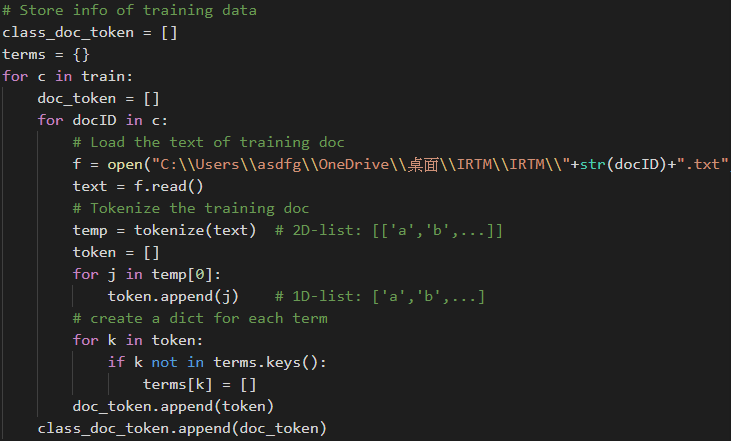 # Store info of training data
class_doc_token = []
terms = {}
for c in train:
    doc_token = []
    for docID in c:
        # Load the text of training doc
        f = open("C:\\Users\\asdfg\\OneDrive\\桌面\\IRTM\\IRTM\\"+str(docID)+".txt"
        text = f.read()
        # Tokenize the training doc
        temp = tokenize(text)  # 2D-list: [['a','b',...]]
        token = []
        for j in temp[0]:
            token.append(j)    # 1D-list: ['a','b',...]
        # create a dict for each term
        for k in token:
            if k not in terms.keys():
                terms[k] = []
        doc_token.append(token)
    class_doc_token.append(doc_token)